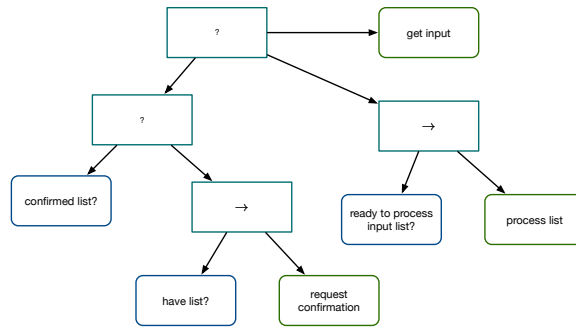 ?
get input
?
→
confirmed list?
→
ready to process
input list?
process list
have list?
request
confirmation